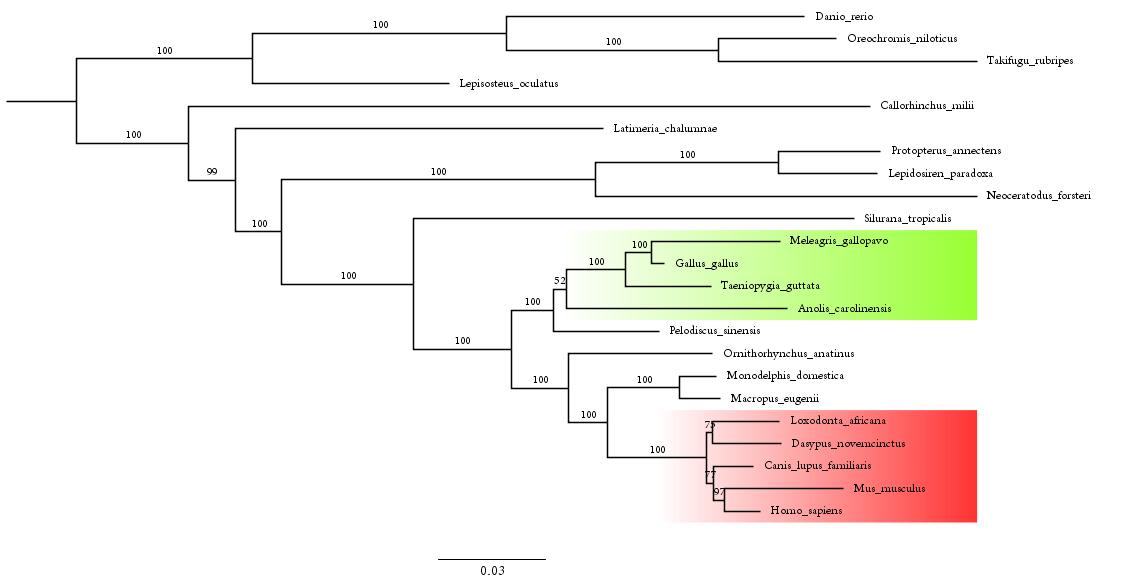 Danio_rerio
100
Oreochromis_niloticus
100
100
Takifugu_rubripes
Lepisosteus_oculatus
Callorhinchus_milii
100
Latimeria_chalumnae
Protopterus_annectens
100
99
100
Lepidosiren_paradoxa
Neoceratodus_forsteri
100
Silurana_tropicalis
Meleagris_gallopavo
100
100
Gallus_gallus
100
52
Taeniopygia_guttata
100
Anolis_carolinensis
Pelodiscus_sinensis
100
Ornithorhynchus_anatinus
100
100
Monodelphis_domestica
Macropus_eugenii
100
Loxodonta_africana
75
Dasypus_novemcinctus
100
Canis_lupus_familiaris
77
Mus_musculus
97
Homo_sapiens
0.03